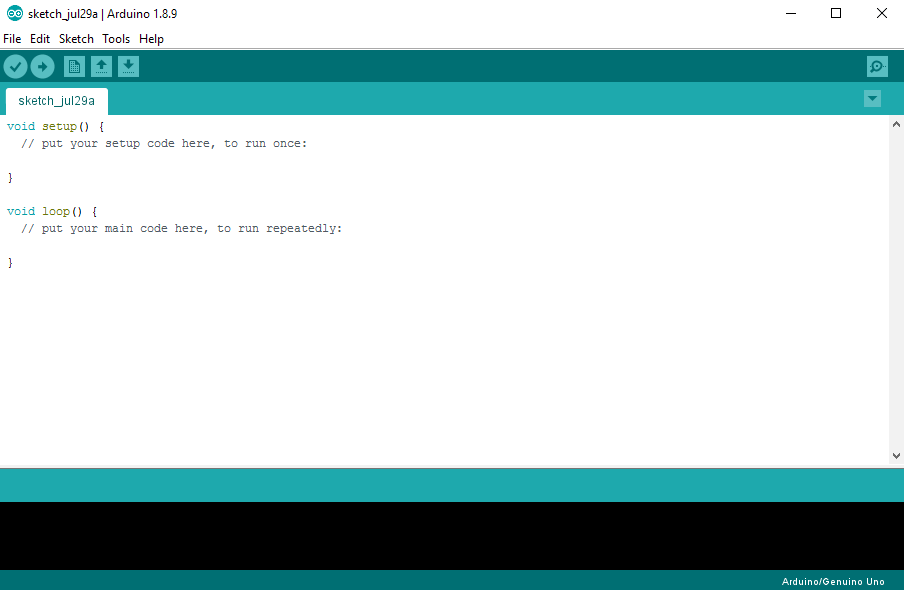 sketch_jul29a | Arduino 1.8.9
File Edit Sketch Tools Help
sketch_jul29a
void setup() {
  // put your setup code here, to run once:
}
void loop() {
  // put your main code here, to run repeatedly:
}
Arduino/Genuino Uno